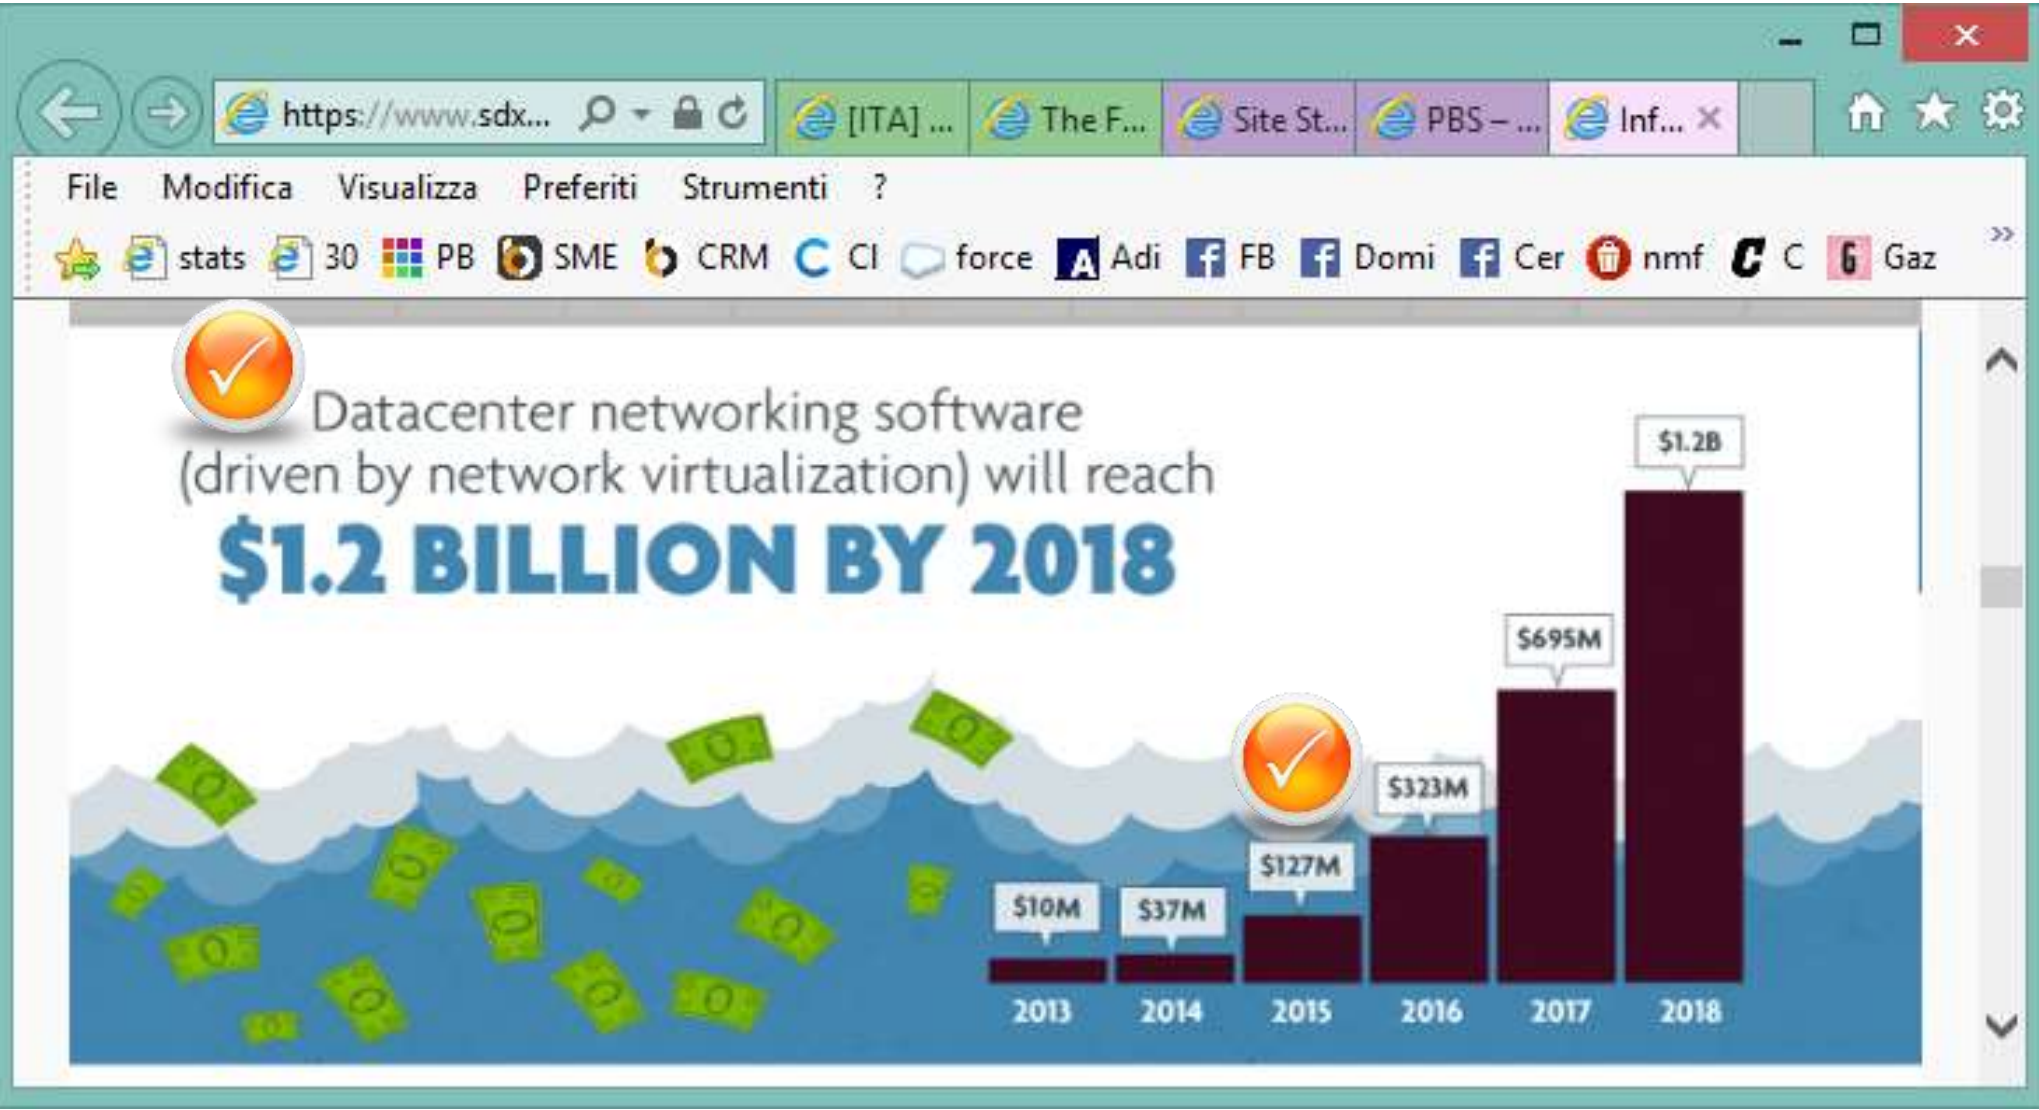 https://www.sdx...
[ITA] ...
The F...
Site St...
PBS – ...
Inf...
File Modifica Visualizza Preferiti Strumenti ?
stats 30 PB SME CRM CI force Adi FB Domi Cer nmf C Gaz
Datacenter networking software
(driven by network virtualization) will reach
$1.2 BILLION BY 2018
$1.2B
$695M
$323M
$127M
$10M
$37M
2013 2014 2015 2016 2017 2018